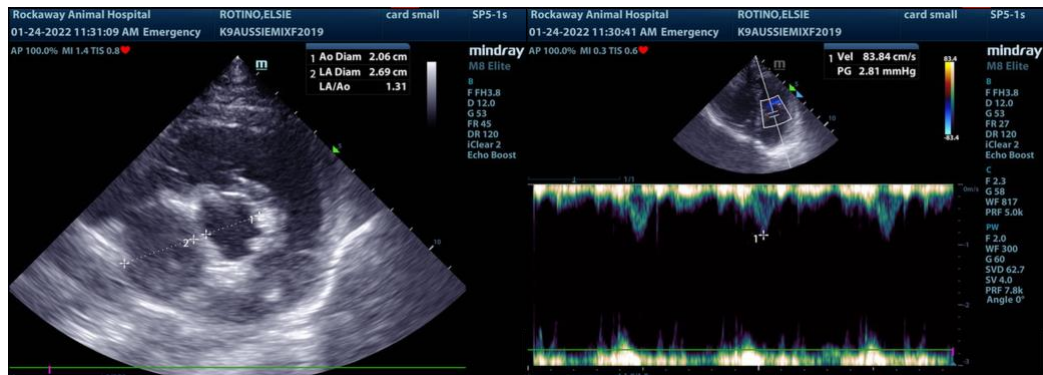 Rockaway Animal Hospital ROTINO,ELSIE card small SP5-1s
01-24-2022 11:31:09 AM Emergency K9AUSSIEMIXF2019
AP 100.0% MI 1.4 TIS 0.8
mindray
M8 Elite
1 Ao Diam 2.06 cm
2 LA Diam 2.69 cm
LA/Ao 1.31
m
B
F FH3.8
D 12.0
G 53
FR 45
DR 120
iClear 2
Echo Boost
5
10
1
2
Rockaway Animal Hospital ROTINO,ELSIE card small SP5-1s
01-24-2022 11:30:41 AM Emergency K9AUSSIEMIXF2019
AP 100.0% MI 0.3 TIS 0.6
mindray
M8 Elite
1 Vel 83.84 cm/s
PG 2.81 mmHg
m
83.4
-83.4
B
F FH3.8
D 12.0
G 53
FR 27
DR 120
iClear 2
Echo Boost
C
F 2.3
G 58
WF 817
PRF 5.0k
PW
F 2.0
WF 300
G 60
SVD 62.7
SV 4.0
PRF 7.8k
Angle 0°
1/1
0m/s
-1
-2
-3
1